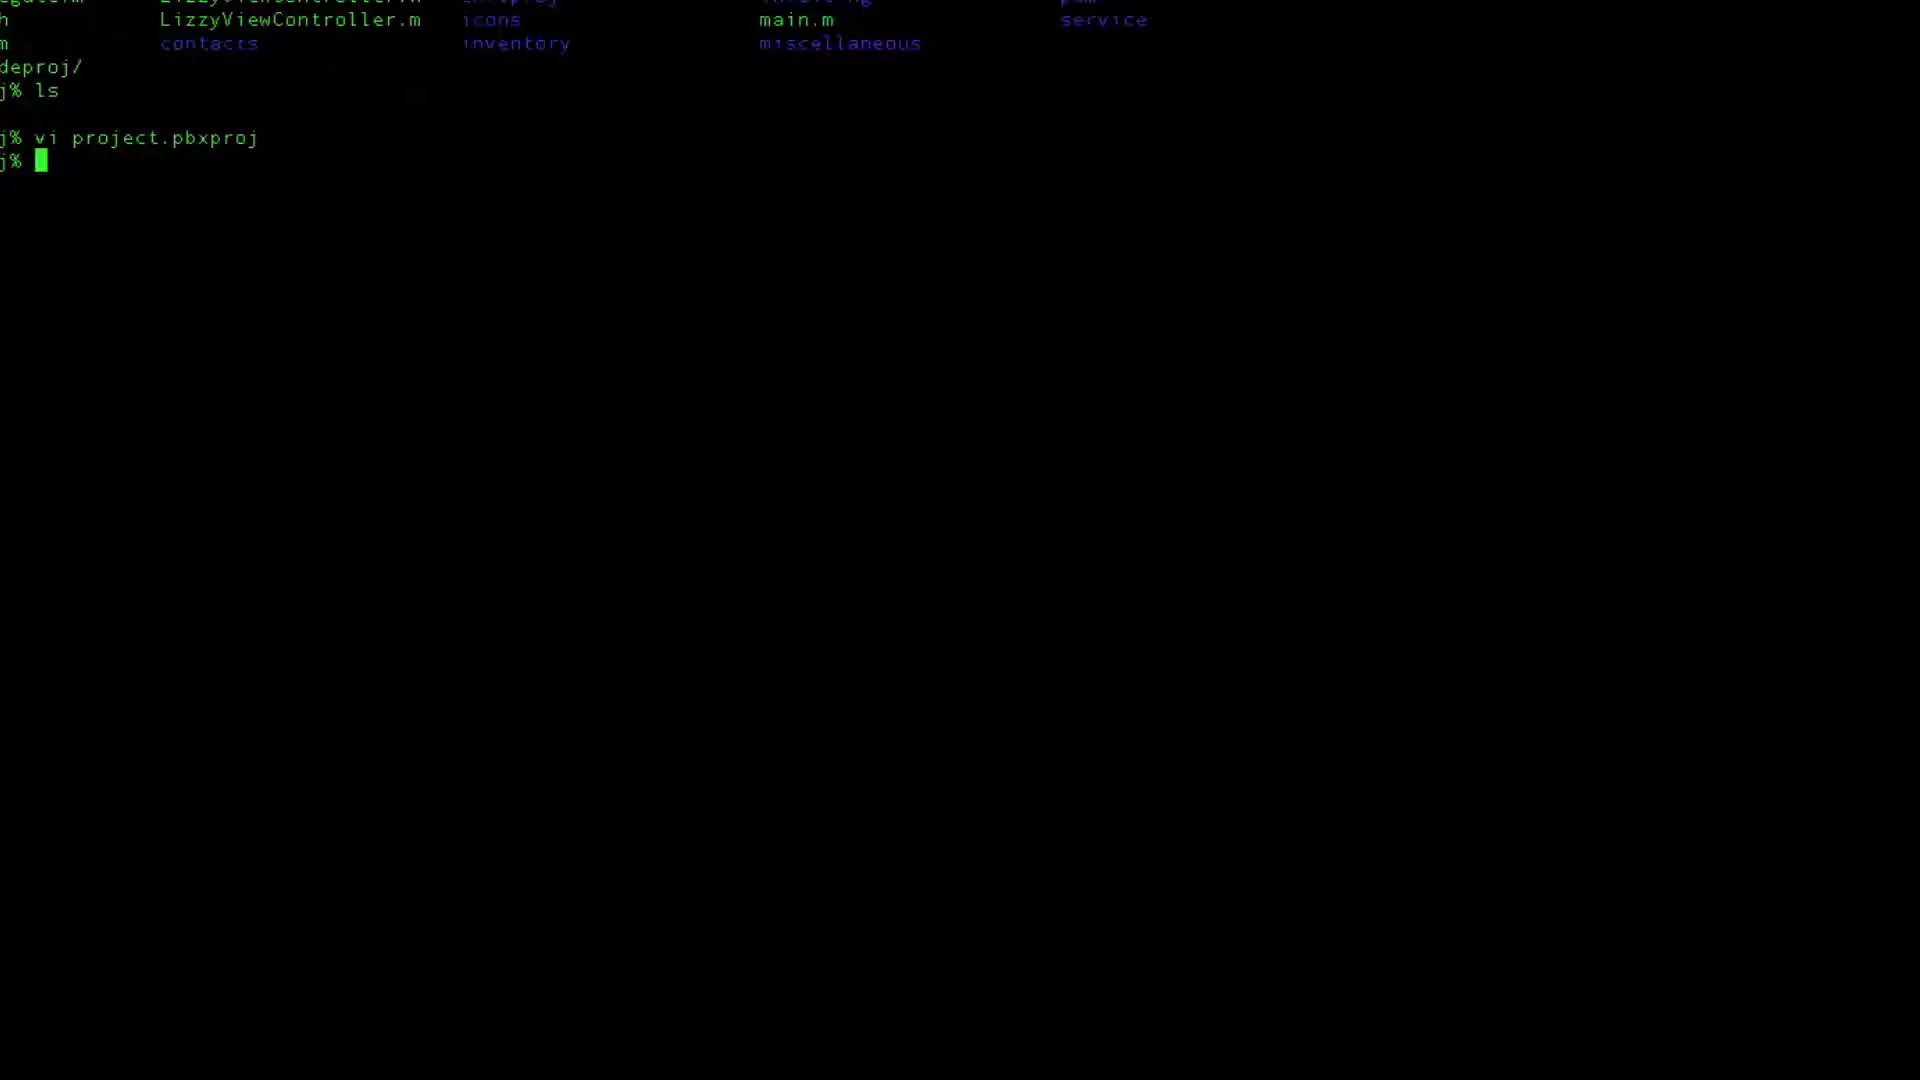 LizzyViewController.m icons main.m service
m contacts inventory miscellaneous
deproj/
j% ls
j% vi project.pbxproj
j%